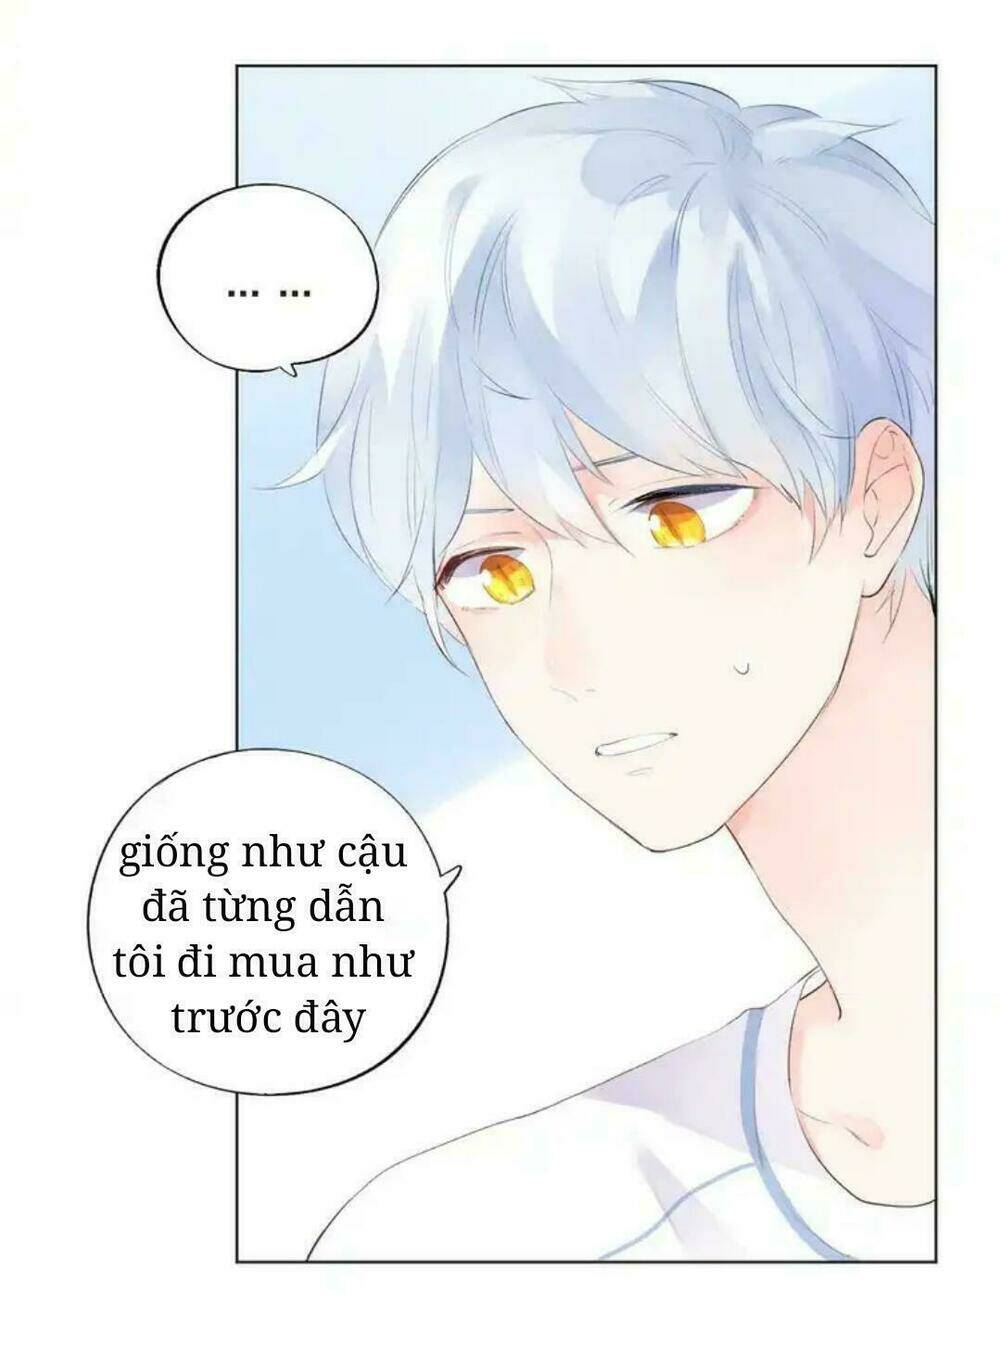 ... ...
giống như cậu
đã từng dẫn
tôi đi mua như
trước đây